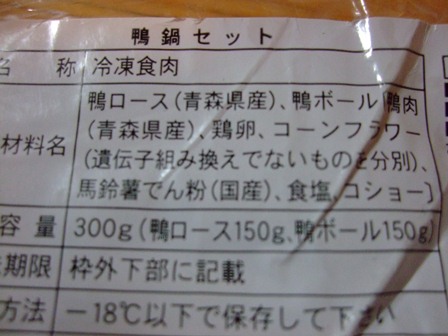 鴨鍋セット
名 称 冷凍食肉
鴨ロース(青森県産)、鴨ボール〔鴨肉
(青森県産)、鶏卵、コーンフラワー
材料名 (遺伝子組み換えでないものを分別)、
馬鈴薯でん粉(国産)、食塩、コショー〕
容 量 300g(鴨ロース150g、鴨ボール150g)
期限 枠外下部に記載
方法 −18℃以下で保存して下さい